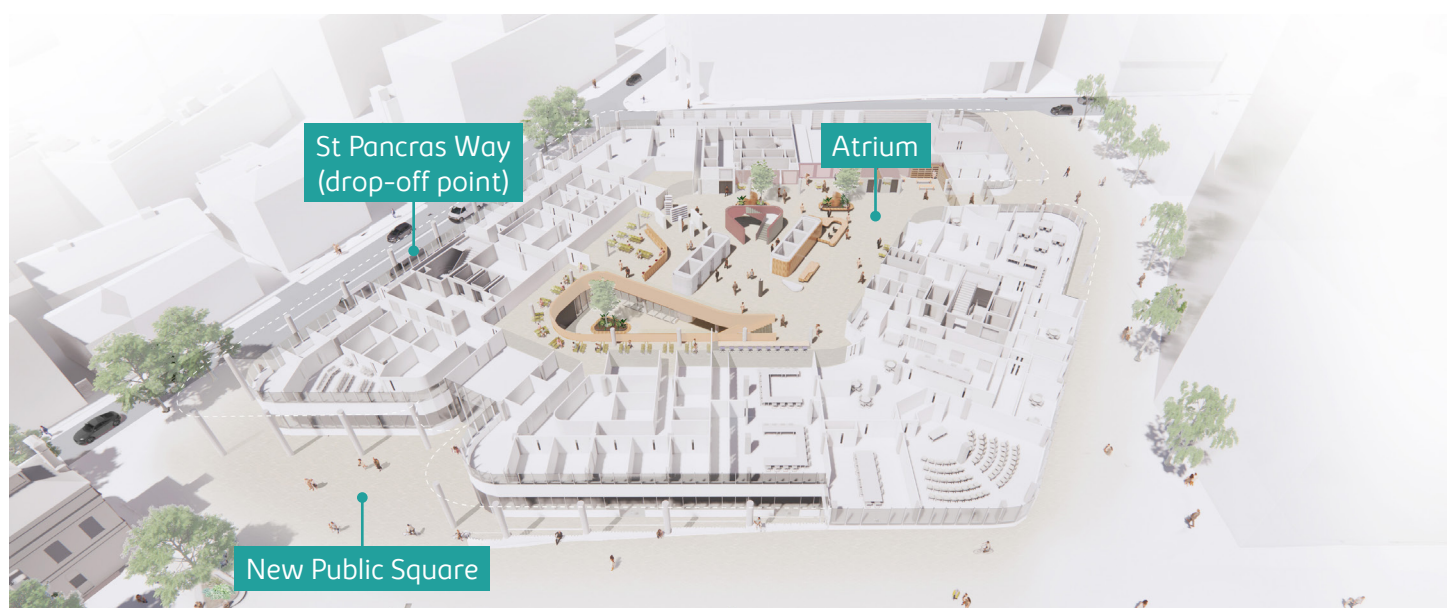 St Pancras Way
(drop-off point)
Atrium
New Public Square